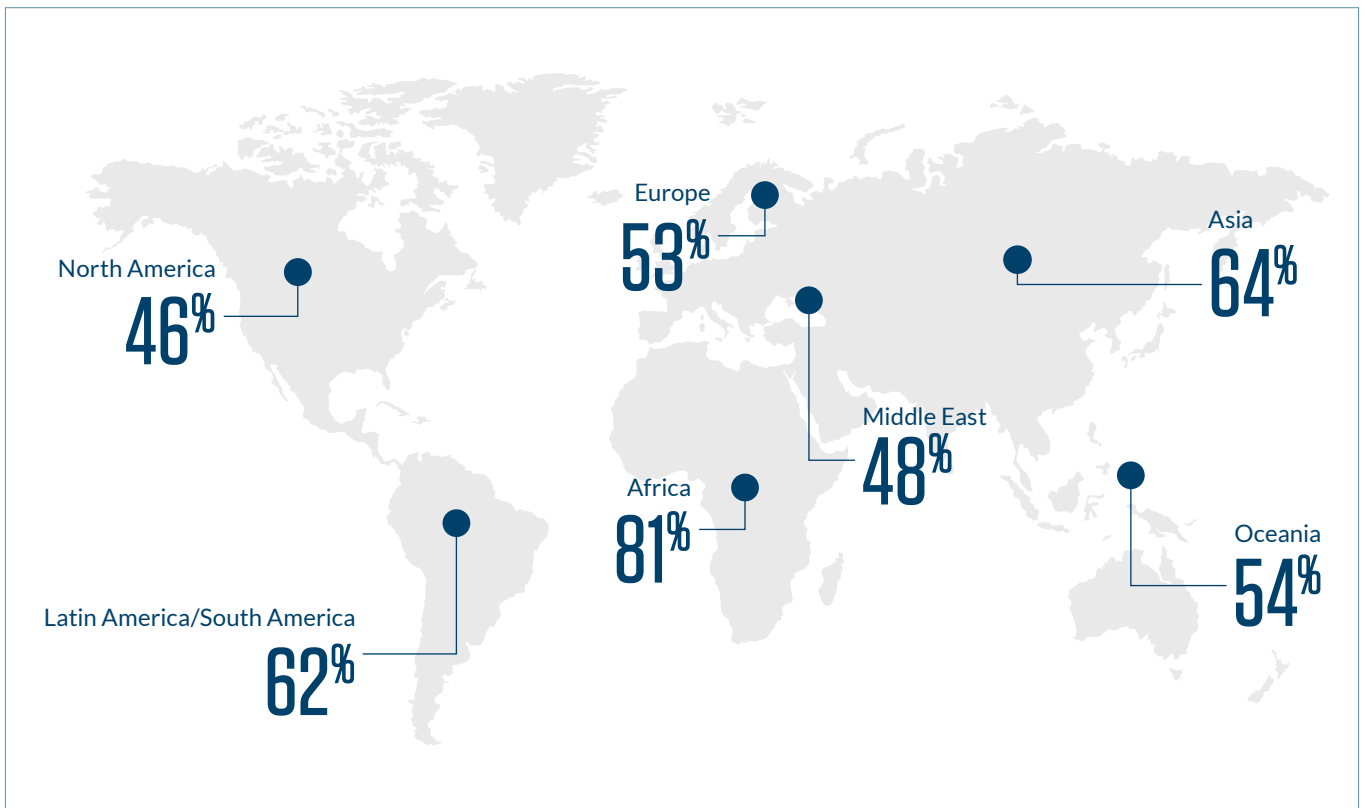 Europe
53%
Asia
64%
North America
46%
Middle East
48%
Africa
81%
Oceania
54%
Latin America/South America
62%